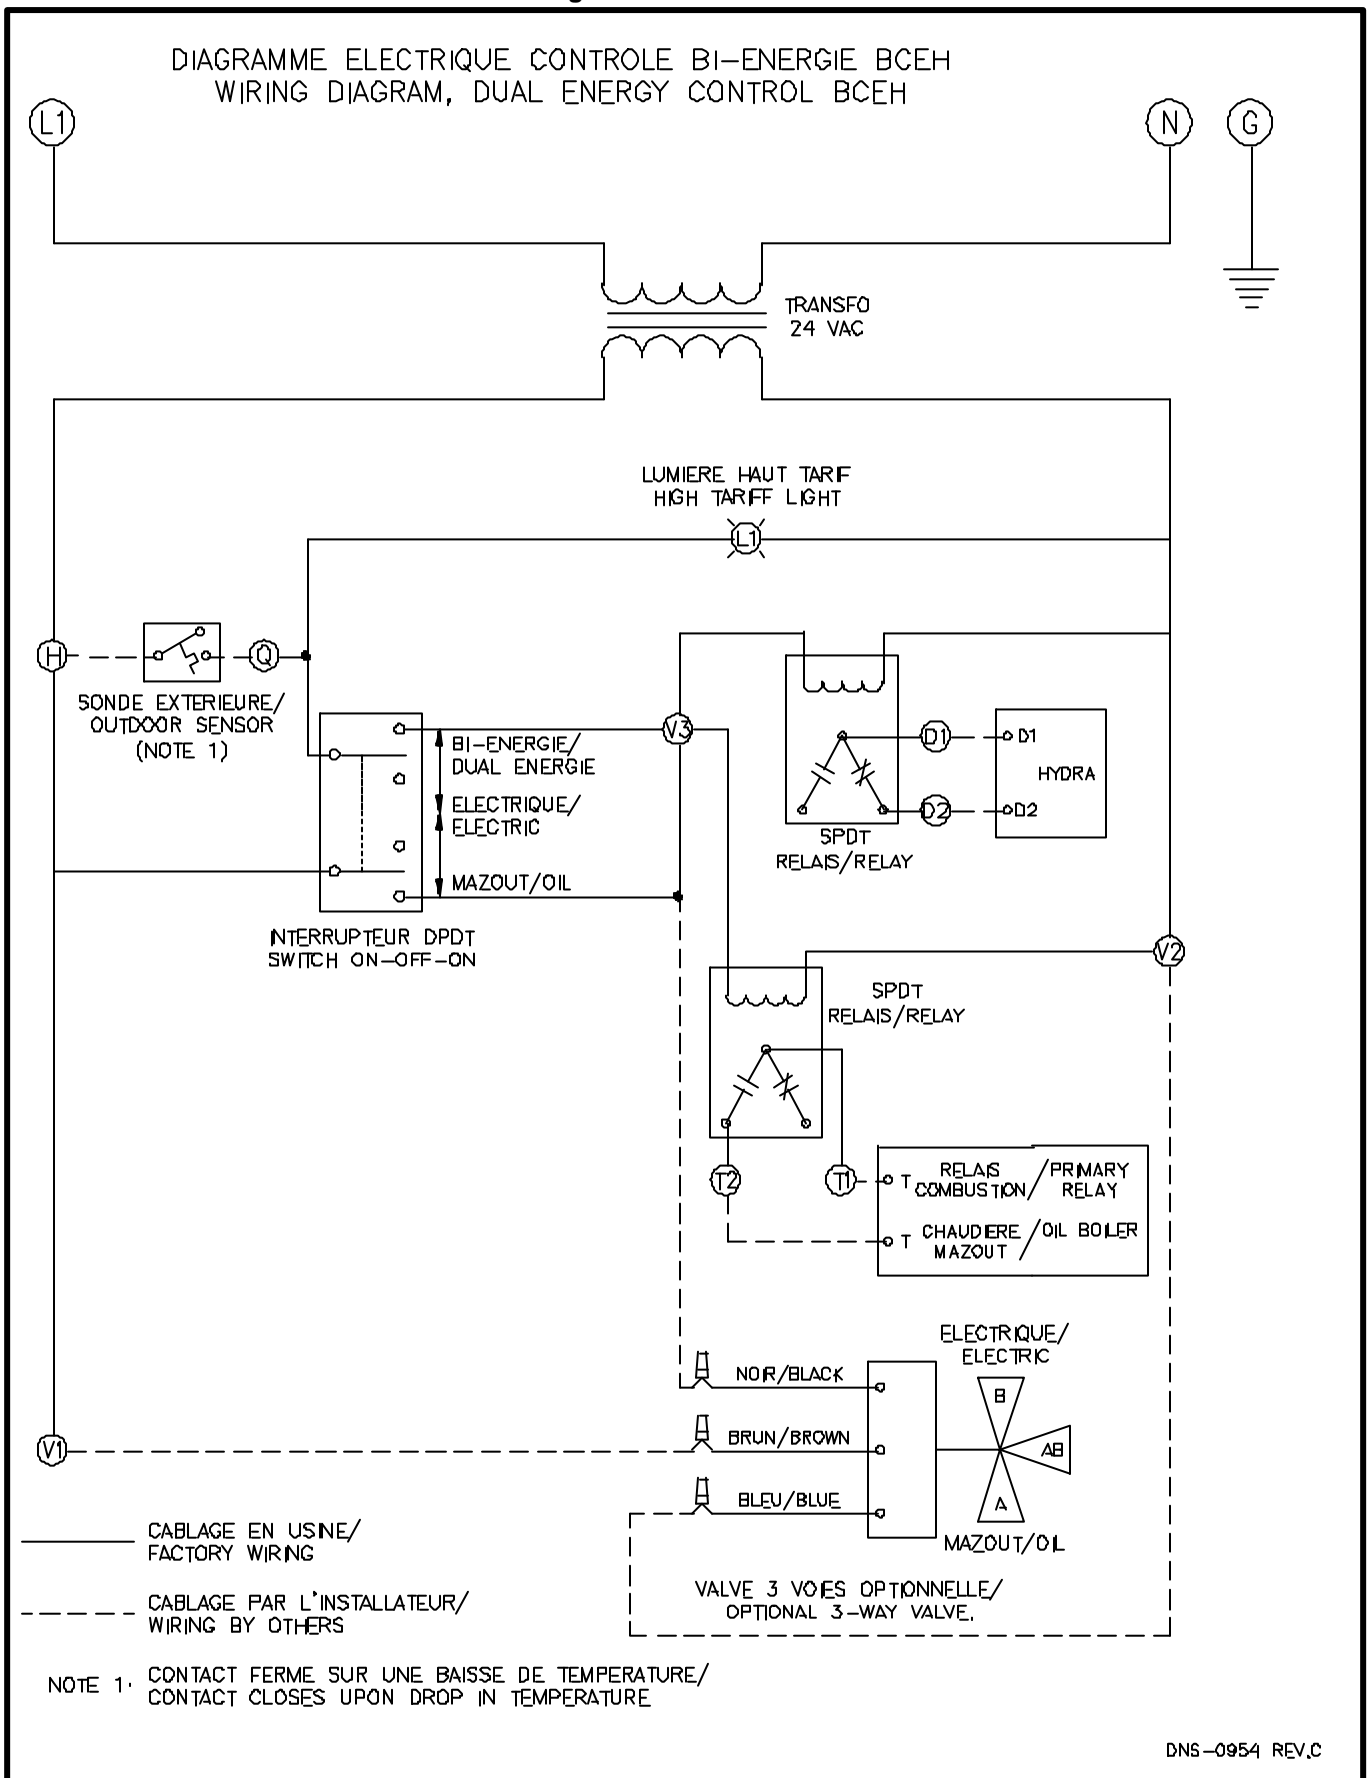 DIAGRAMME ELECTRIQUE CONTROLE BI-ENERGIE BCEH
WIRING DIAGRAM, DUAL ENERGY CONTROL BCEH
L1
N
G
TRANSFO
24 VAC
LUMIERE HAUT TARIF
HIGH TARIFF LIGHT
L1
H
Q
SONDE EXTERIEURE/
OUTDOOR SENSOR
(NOTE 1)
V3
BI-ENERGIE/
DUAL ENERGIE
ELECTRIQUE/
ELECTRIC
MAZOUT/OIL
INTERRUPTEUR DPDT
SWITCH ON-OFF-ON
D1
D1
HYDRA
D2
D2
SPDT
RELAIS/RELAY
V2
SPDT
RELAIS/RELAY
T2
T1
T RELAIS / PRIMARY
COMBUSTION RELAY
T CHAUDIERE / OIL BOILER
MAZOUT
ELECTRIQUE/
ELECTRIC
NOIR/BLACK
B
V1
BRUN/BROWN
AB
BLEU/BLUE
A
MAZOUT/OIL
CABLAGE EN USINE/
FACTORY WIRING
VALVE 3 VOIES OPTIONNELLE/
OPTIONAL 3-WAY VALVE.
CABLAGE PAR L'INSTALLATEUR/
WIRING BY OTHERS
NOTE 1. CONTACT FERME SUR UNE BAISSE DE TEMPERATURE/
CONTACT CLOSES UPON DROP IN TEMPERATURE
DNS-0954 REV.C